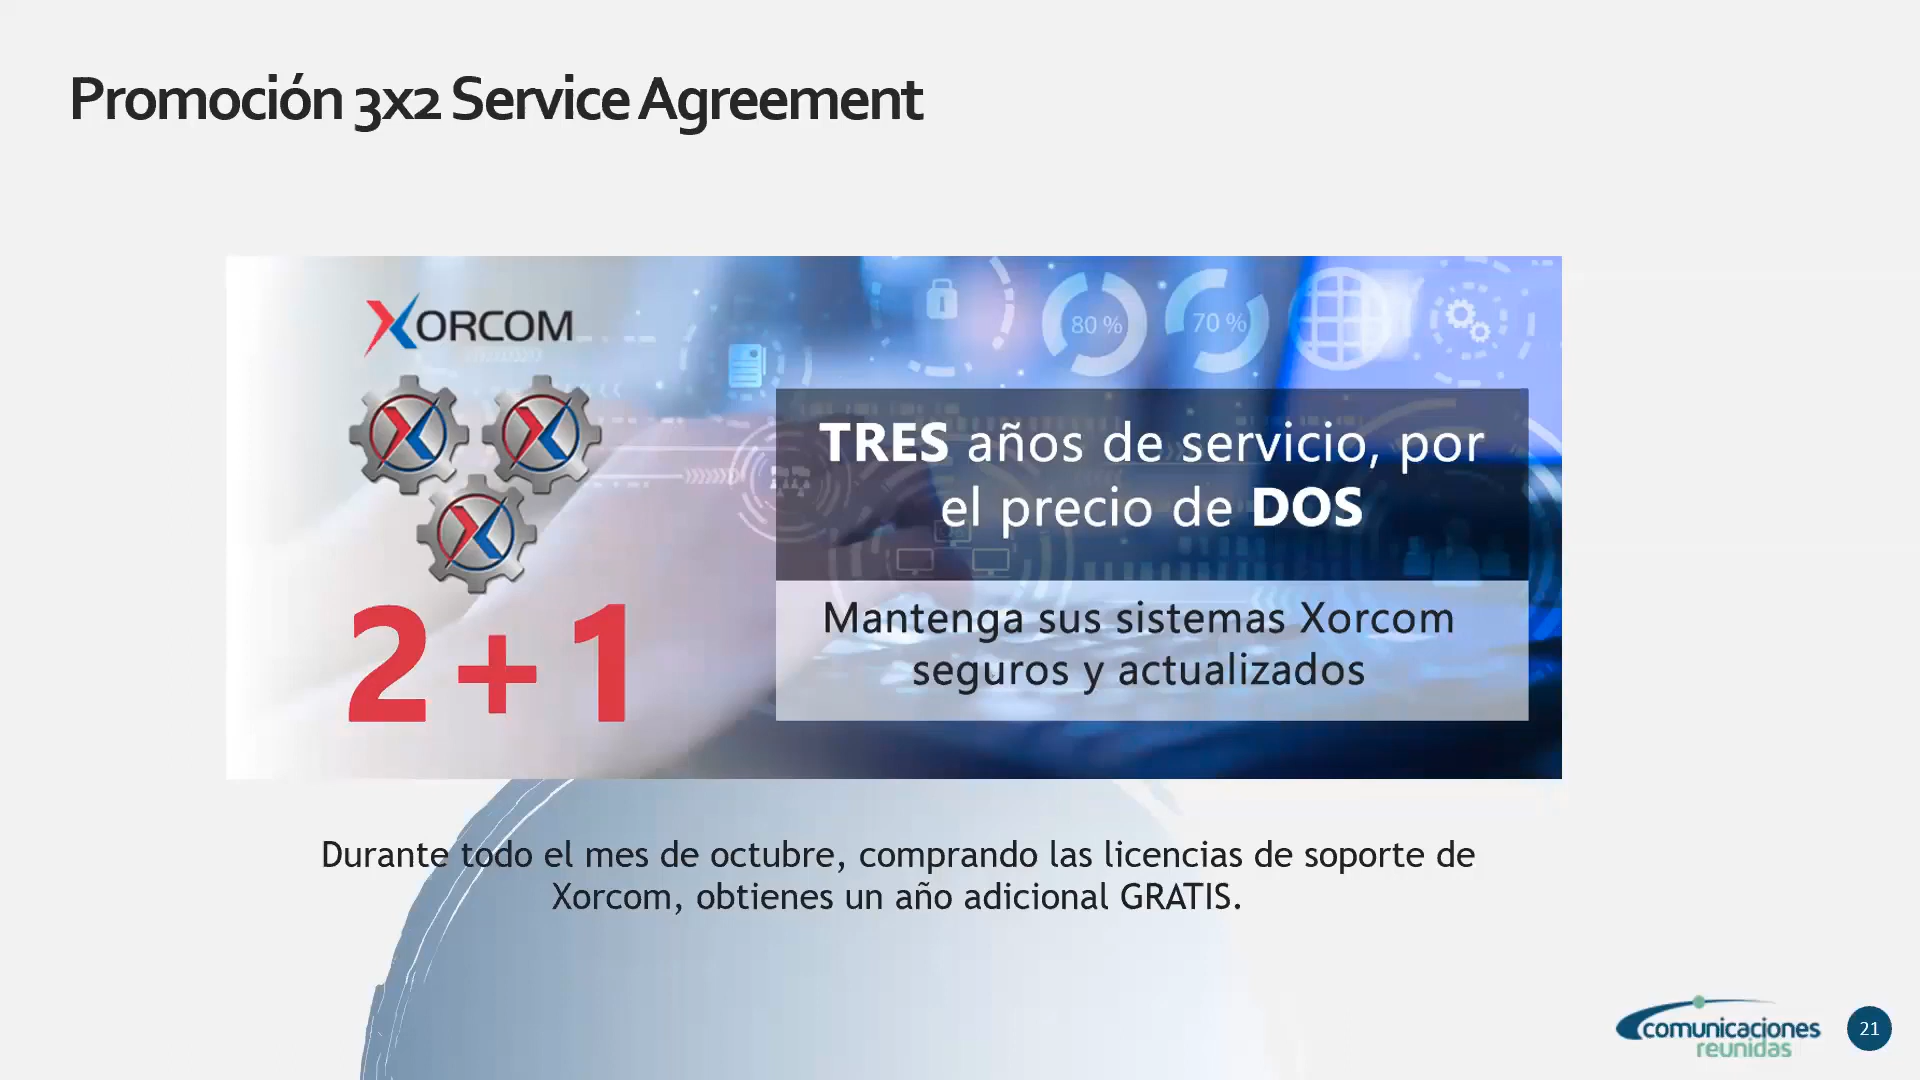 Promoción 3x2 Service Agreement
XORCOM
80 %
70 %
TRES años de servicio, por
el precio de DOS
2+1
Mantenga sus sistemas Xorcom
seguros y actualizados
Durante todo el mes de octubre, comprando las licencias de soporte de
Xorcom, obtienes un año adicional GRATIS.
comunicaciones
reunidas
21